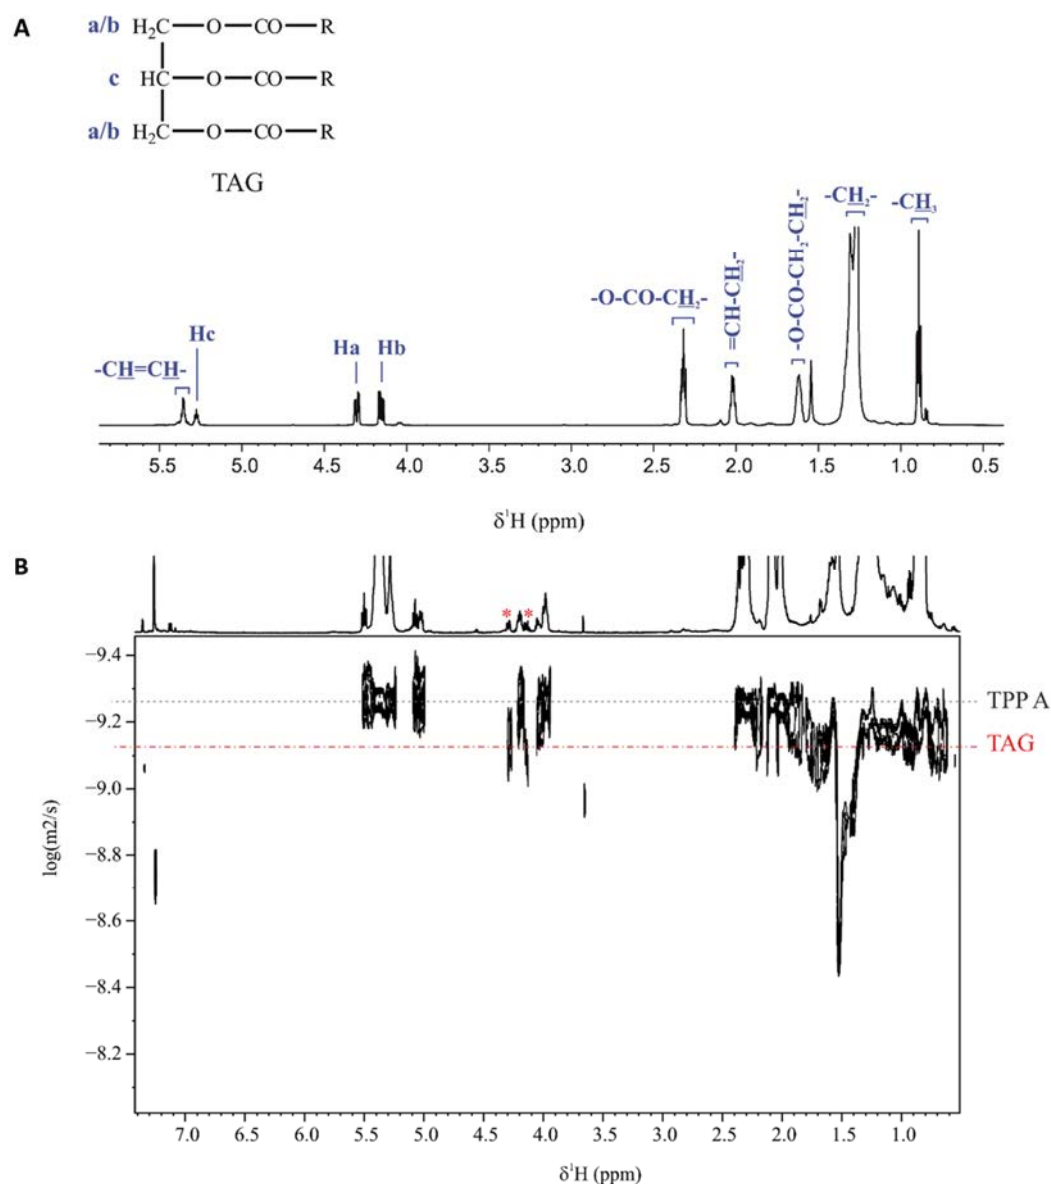 A
a/b H₂C—O—CO—R
c HC—O—CO—R
a/b H₂C—O—CO—R
TAG
-CH=CH-
Hc
Ha
Hb
-O-CO-CH₂-
=CH-CH₂-
-O-CO-CH₂-CH₂-
-CH₂-
-CH₃
5.5 5.0 4.5 4.0 3.5 3.0 2.5 2.0 1.5 1.0 0.5
δ¹H (ppm)
B
* *
−9.4
−9.2
−9.0
−8.8
−8.6
−8.4
−8.2
log(m2/s)
TPP A
TAG
7.0 6.5 6.0 5.5 5.0 4.5 4.0 3.5 3.0 2.5 2.0 1.5 1.0
δ¹H (ppm)